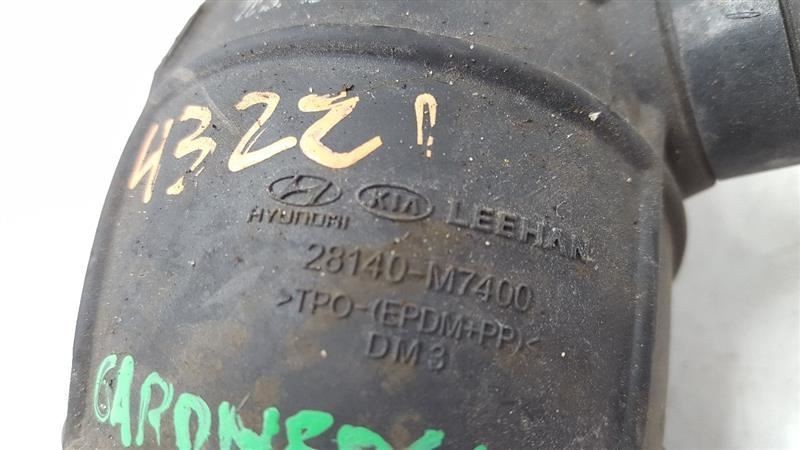 4322!
HYUNDAI KIA LEEHAN
28140-M7400
>TPO-(EPDM+PP)<
DM3